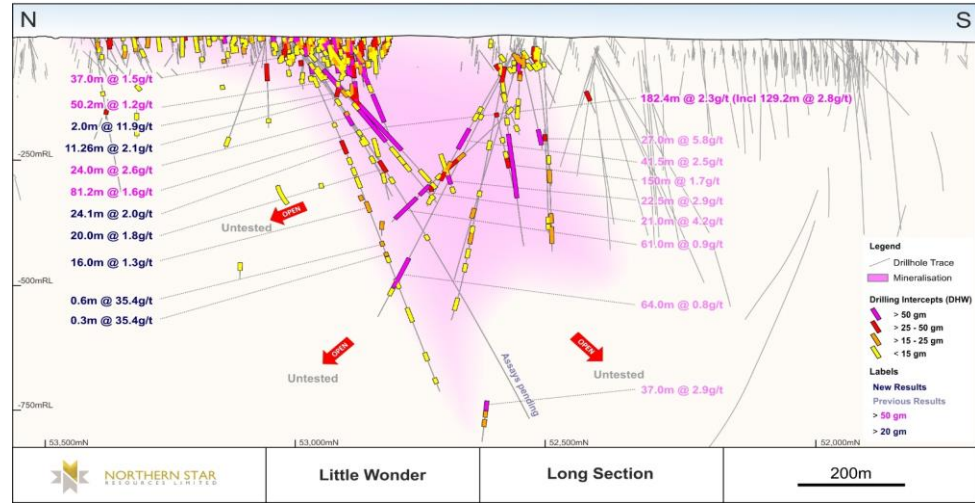 N
S
37.0m @ 1.5g/t
50.2m @ 1.2g/t
2.0m @ 11.9g/t
11.26m @ 2.1g/t
24.0m @ 2.6g/t
81.2m @ 1.6g/t
24.1m @ 2.0g/t
20.0m @ 1.8g/t
16.0m @ 1.3g/t
0.6m @ 35.4g/t
0.3m @ 35.4g/t
182.4m @ 2.3g/t (Incl 129.2m @ 2.8g/t)
27.0m @ 5.8g/t
41.5m @ 2.5g/t
150m @ 1.7g/t
22.5m @ 2.9g/t
21.0m @ 4.2g/t
61.0m @ 0.9g/t
64.0m @ 0.8g/t
37.0m @ 2.9g/t
-250mRL
-500mRL
-750mRL
OPEN
Untested
OPEN
Untested
OPEN
Untested
Assays pending
Legend
Drillhole Trace
Mineralisation
Drilling Intercepts (DHW)
> 50 gm
> 25 - 50 gm
> 15 - 25 gm
< 15 gm
Labels
New Results
Previous Results
> 50 gm
> 20 gm
53,500mN
53,000mN
52,500mN
52,000mN
NORTHERN STAR
RESOURCES LIMITED
Little Wonder
Long Section
200m